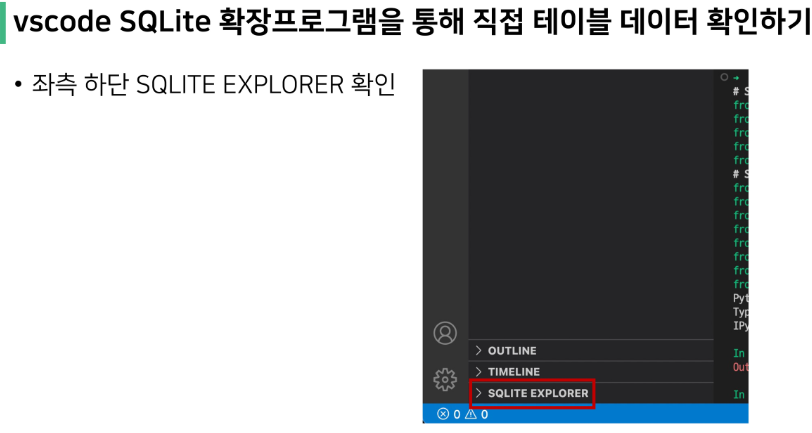 vscode SQLite 확장프로그램을 통해 직접 테이블 데이터 확인하기
• 좌측 하단 SQLITE EXPLORER 확인
# S
fro
fro
fro
fro
fro
# S
fro
fro
fro
fro
fro
fro
fro
fro
Pyt
Typ
IPy
In
Out
In
> OUTLINE
> TIMELINE
> SQLITE EXPLORER
0 0